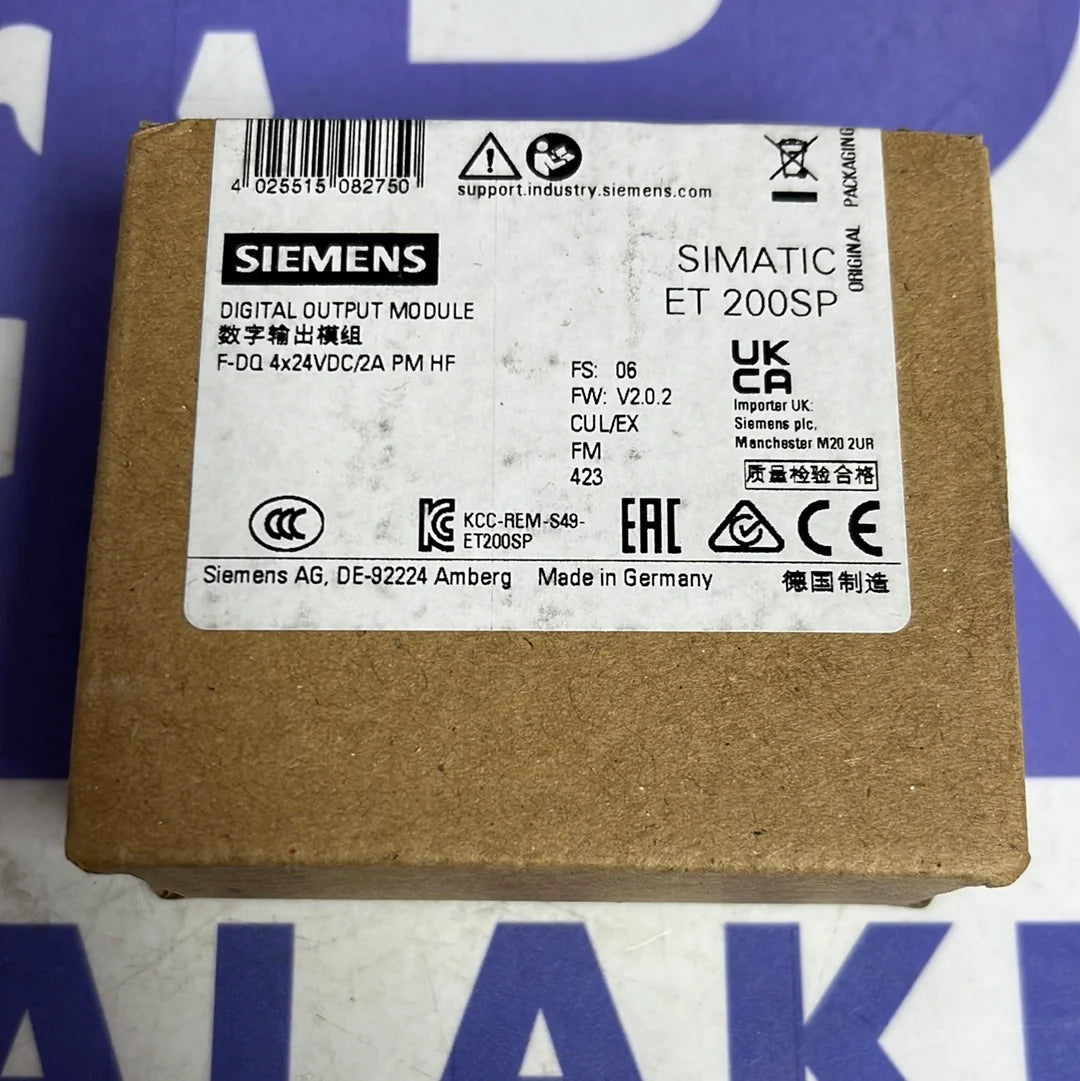 4 025515 082750
support.industry.siemens.com
ORIGINAL PACKAGING
SIEMENS
SIMATIC
ET 200SP
DIGITAL OUTPUT MODULE
数字输出模组
F-DQ 4x24VDC/2A PM HF
FS: 06
FW: V2.0.2
CUL/EX
FM
423
UK
CA
Importer UK:
Siemens plc,
Manchester M20 2UR
质量检验合格
CCC
KC
KCC-REM-S49-
ET200SP
EAC
CE
Siemens AG, DE-92224 Amberg Made in Germany 德国制造
ALAK